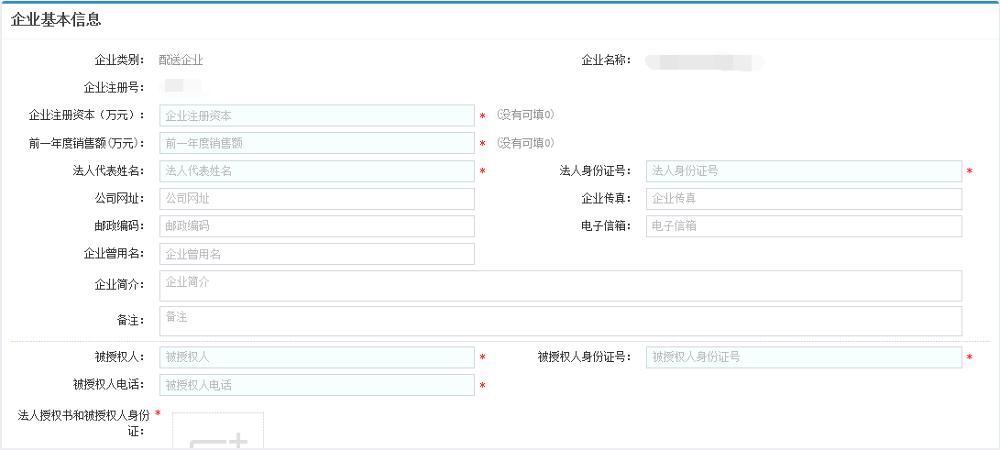 企业基本信息
企业类别： 配送企业 企业名称：
企业注册号：
企业注册资本（万元）： 企业注册资本 * (没有可填0)
前一年度销售额(万元)： 前一年度销售额 * (没有可填0)
法人代表姓名： 法人代表姓名 * 法人身份证号： 法人身份证号 *
公司网址： 公司网址 企业传真： 企业传真
邮政编码： 邮政编码 电子信箱： 电子信箱
企业曾用名： 企业曾用名
企业简介： 企业简介
备注： 备注
被授权人： 被授权人 * 被授权人身份证号： 被授权人身份证号 *
被授权人电话： 被授权人电话 *
法人授权书和被授权人身份 *
证：